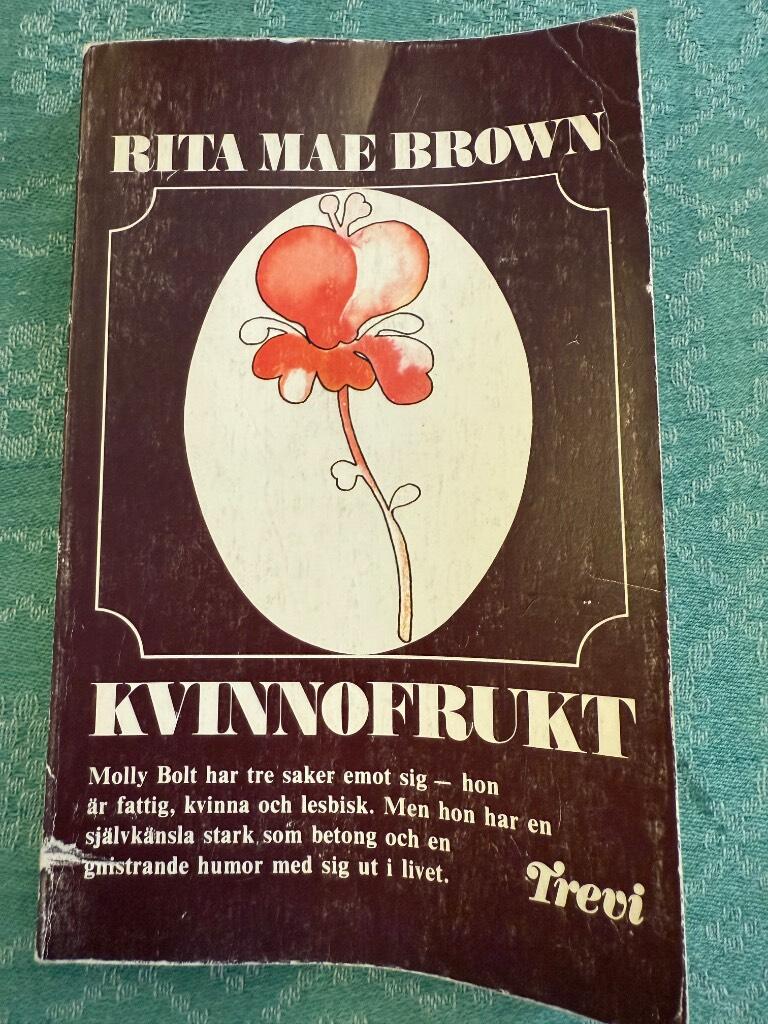 RITA MAE BROWN
KVINNOFRUKT
Molly Bolt har tre saker emot sig – hon
är fattig, kvinna och lesbisk. Men hon har en
självkänsla stark som betong och en
gnistrande humor med sig ut i livet.
Trevi